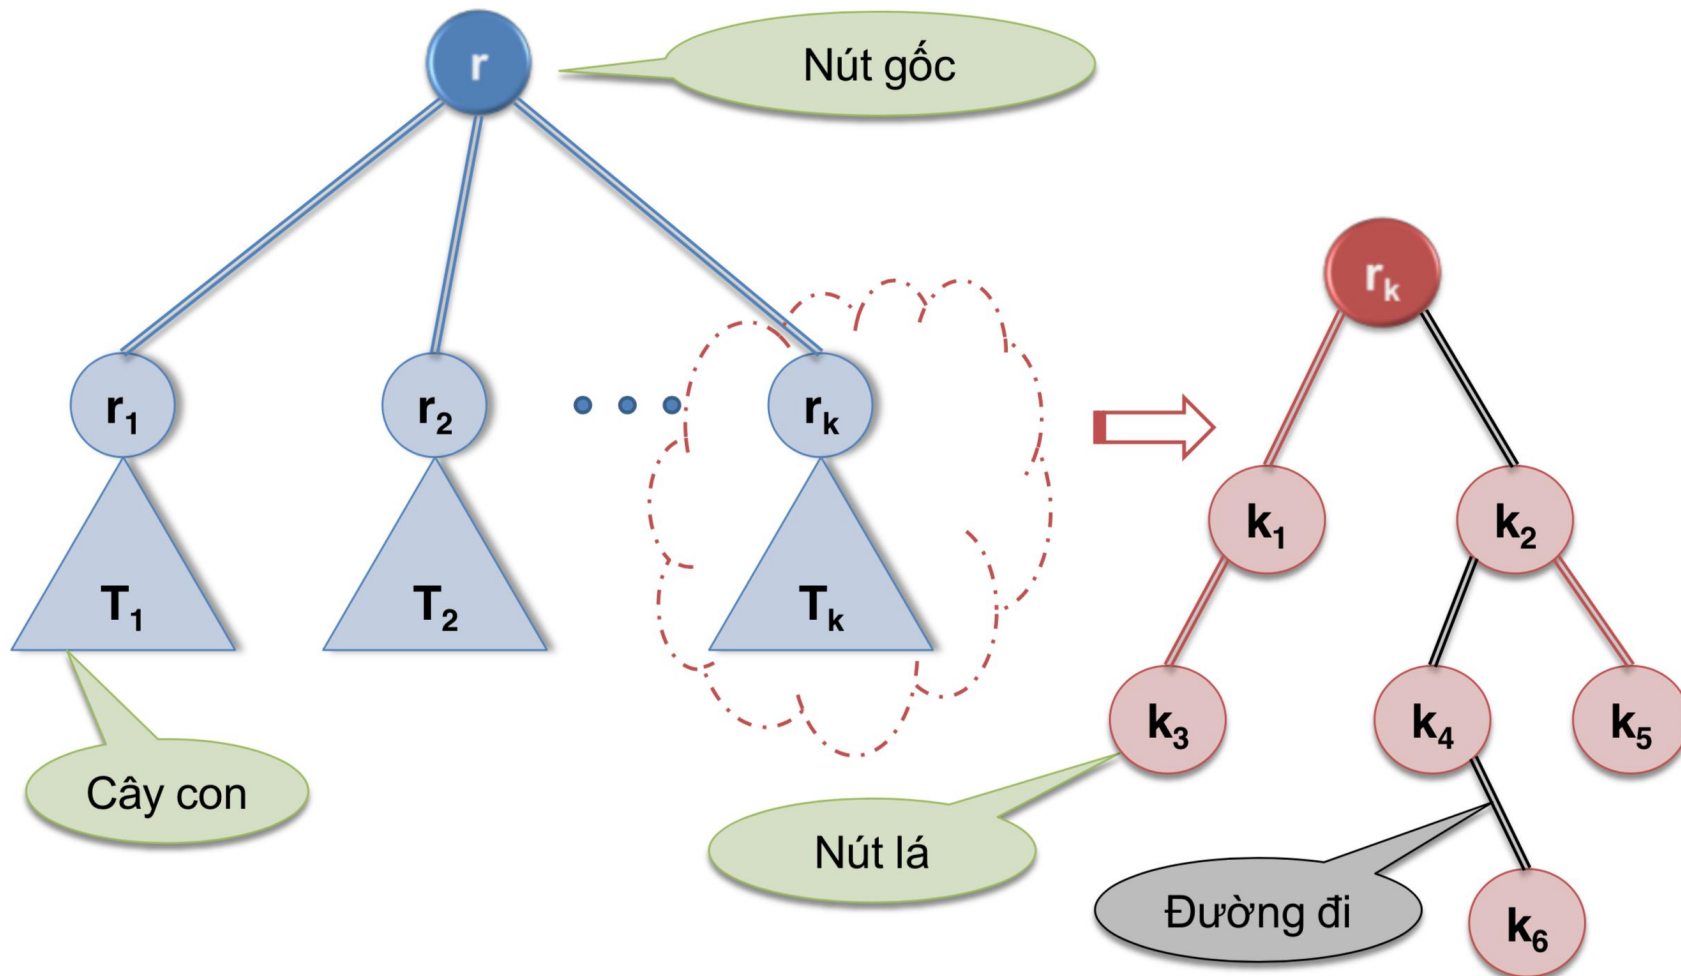 r
Nút gốc
r₁
r₂
rₖ
rₖ
T₁
T₂
Tₖ
k₁
k₂
k₃
k₄
k₅
Cây con
Nút lá
Đường đi
k₆